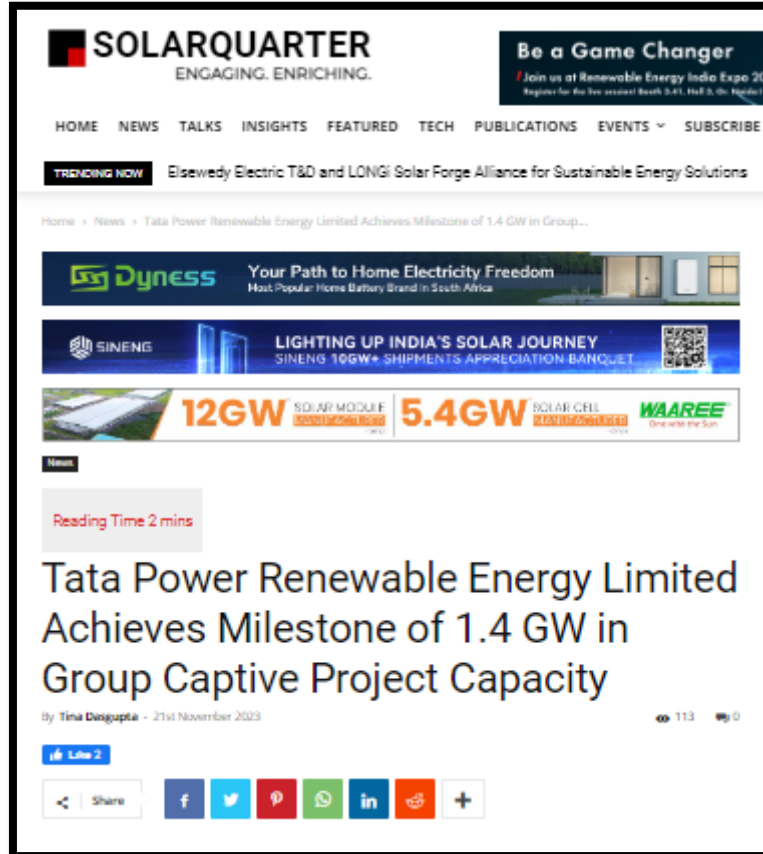 SOLARQUARTER
ENGAGING. ENRICHING.
Be a Game Changer
Join us at Renewable Energy India Expo 20
HOME NEWS TALKS INSIGHTS FEATURED TECH PUBLICATIONS EVENTS SUBSCRIBE
TRENDING NOW Elsewedy Electric T&D and LONGi Solar Forge Alliance for Sustainable Energy Solutions
Home › News › Tata Power Renewable Energy Limited Achieves Milestone of 1.4 GW in Group...
Dyness Your Path to Home Electricity Freedom
Most Popular Home Battery Brand in South Africa
SINENG LIGHTING UP INDIA'S SOLAR JOURNEY
SINENG 10GW+ SHIPMENTS APPRECIATION BANQUET
12GW SOLAR MODULE 5.4GW SOLAR CELL WAAREE
One with the Sun
News
Reading Time 2 mins
Tata Power Renewable Energy Limited
Achieves Milestone of 1.4 GW in
Group Captive Project Capacity
By Tina Dasgupta - 21st November 2023 113 0
Like 2
Share